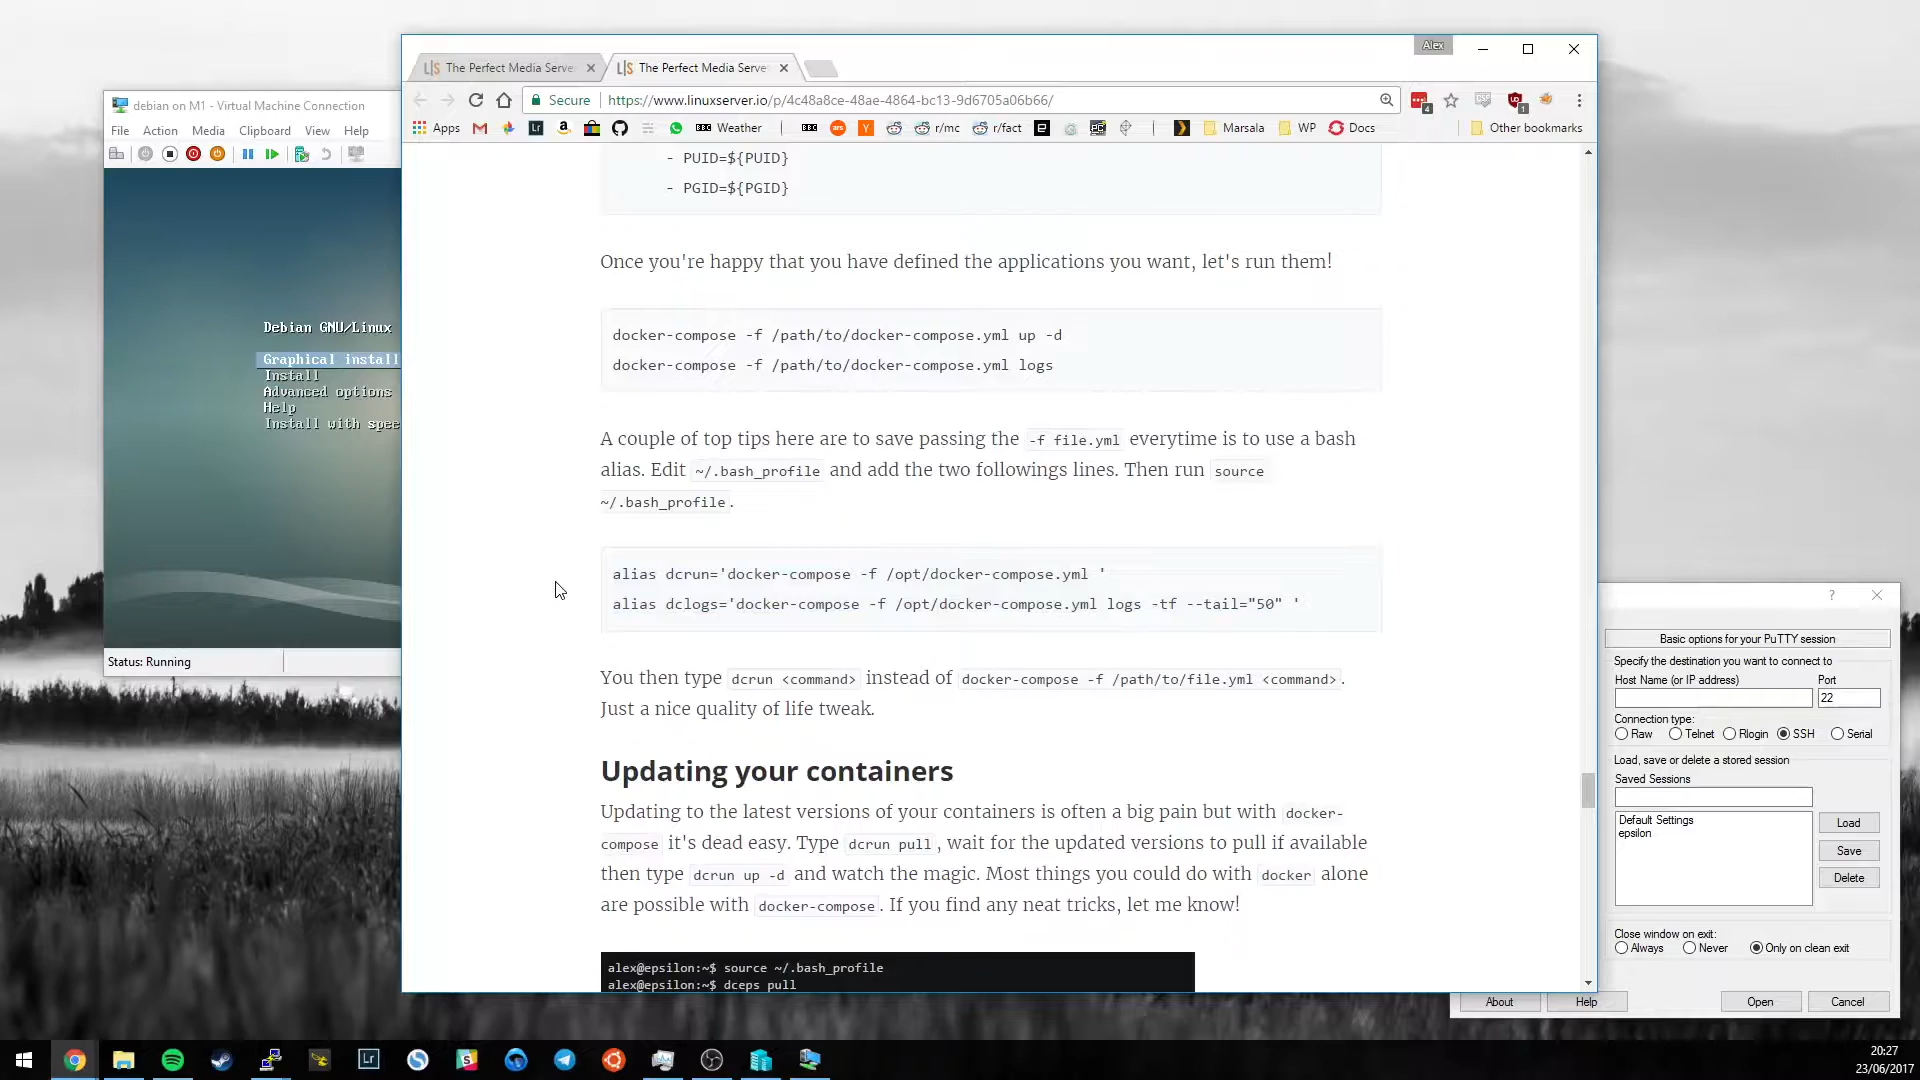 Alex
The Perfect Media Serve
The Perfect Media Serve
Secure
https://www.linuxserver.io/p/4c48a8ce-48ae-4864-bc13-9d6705a06b66/
Apps
Weather
r/mc
r/fact
Marsala
WP
Docs
Other bookmarks
debian on M1 - Virtual Machine Connection
File Action Media Clipboard View Help
Debian GNU/Linux
Graphical install
Install
Advanced options
Help
Install with spee
Status: Running
- PUID=${PUID}
- PGID=${PGID}
Once you're happy that you have defined the applications you want, let's run them!
docker-compose -f /path/to/docker-compose.yml up -d
docker-compose -f /path/to/docker-compose.yml logs
A couple of top tips here are to save passing the -f file.yml everytime is to use a bash
alias. Edit ~/.bash_profile and add the two followings lines. Then run source
~/.bash_profile.
alias dcrun='docker-compose -f /opt/docker-compose.yml '
alias dclogs='docker-compose -f /opt/docker-compose.yml logs -tf --tail="50" '
You then type dcrun <command> instead of docker-compose -f /path/to/file.yml <command>.
Just a nice quality of life tweak.
Updating your containers
Updating to the latest versions of your containers is often a big pain but with docker-
compose it's dead easy. Type dcrun pull, wait for the updated versions to pull if available
then type dcrun up -d and watch the magic. Most things you could do with docker alone
are possible with docker-compose. If you find any neat tricks, let me know!
alex@epsilon:~$ source ~/.bash_profile
alex@epsilon:~$ dceps pull
Basic options for your PuTTY session
Specify the destination you want to connect to
Host Name (or IP address) Port
22
Connection type:
Raw Telnet Rlogin SSH Serial
Load, save or delete a stored session
Saved Sessions
Default Settings
epsilon
Load
Save
Delete
Close window on exit:
Always Never Only on clean exit
About Help Open Cancel
20:27
23/06/2017